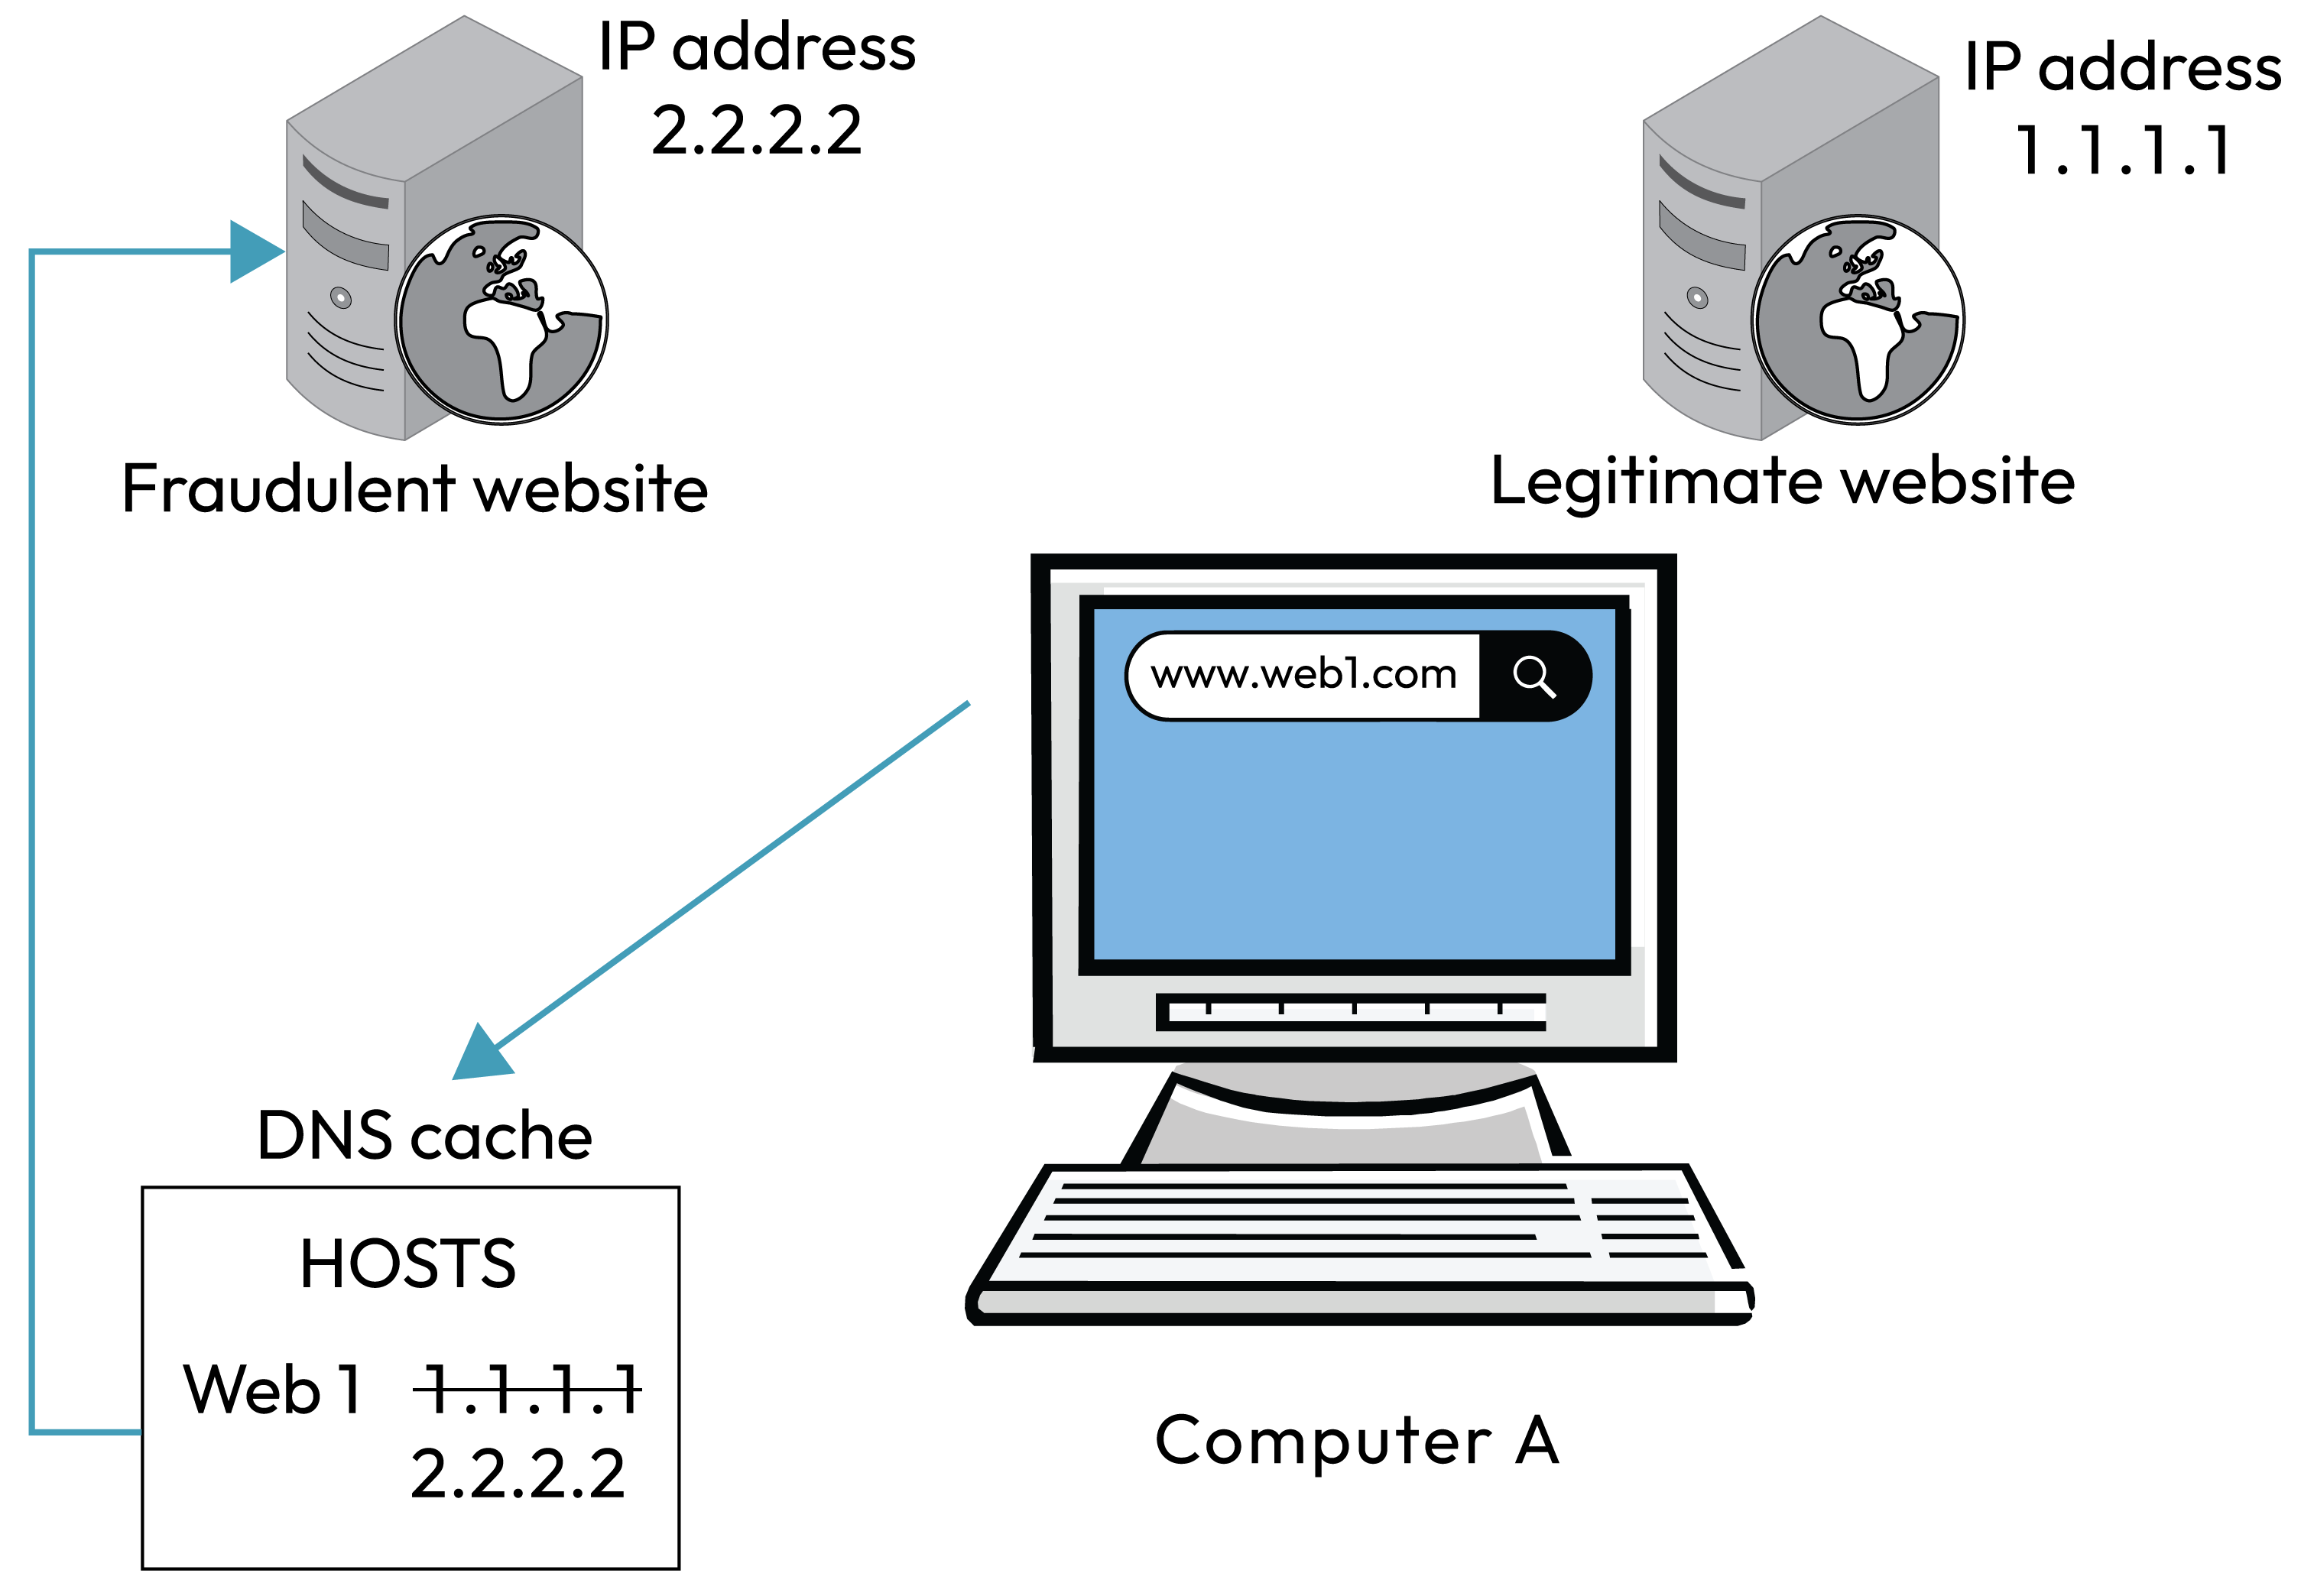 IP address
2.2.2.2
IP address
1.1.1.1
Fraudulent website
Legitimate website
www.web1.com
DNS cache
HOSTS
Web 1 1.1.1.1
2.2.2.2
Computer A